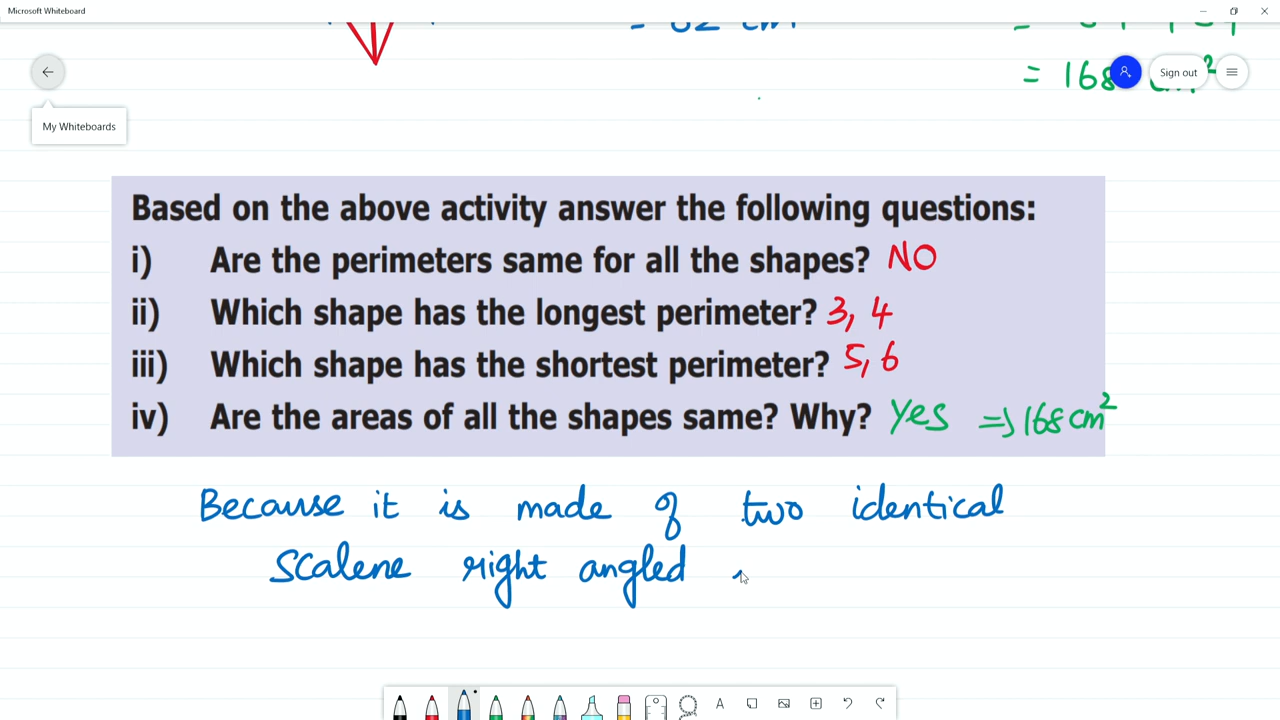 Microsoft Whiteboard
= 62 cm
= 168 cm²
Sign out
My Whiteboards
Based on the above activity answer the following questions:
i) Are the perimeters same for all the shapes? NO
ii) Which shape has the longest perimeter? 3, 4
iii) Which shape has the shortest perimeter? 5, 6
iv) Are the areas of all the shapes same? Why? Yes => 168 cm²
Because it is made of two identical
scalene right angled